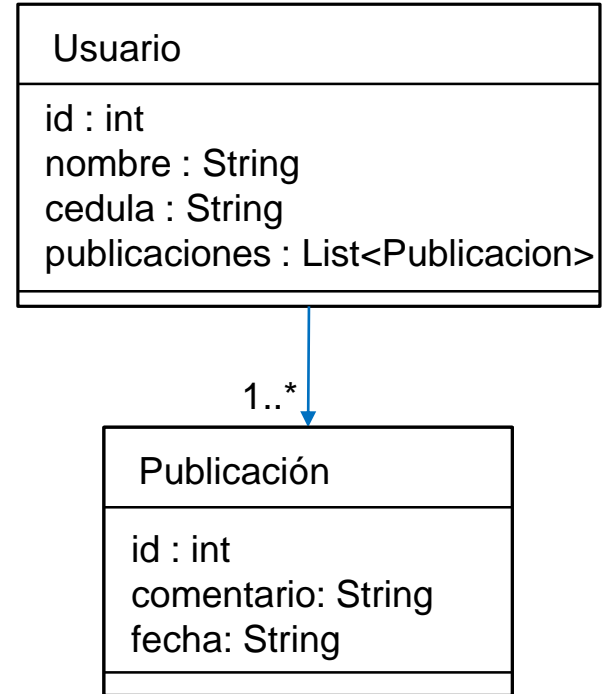 Usuario
id : int
nombre : String
cedula : String
publicaciones : List<Publicacion>
1..*
Publicación
id : int
comentario: String
fecha: String